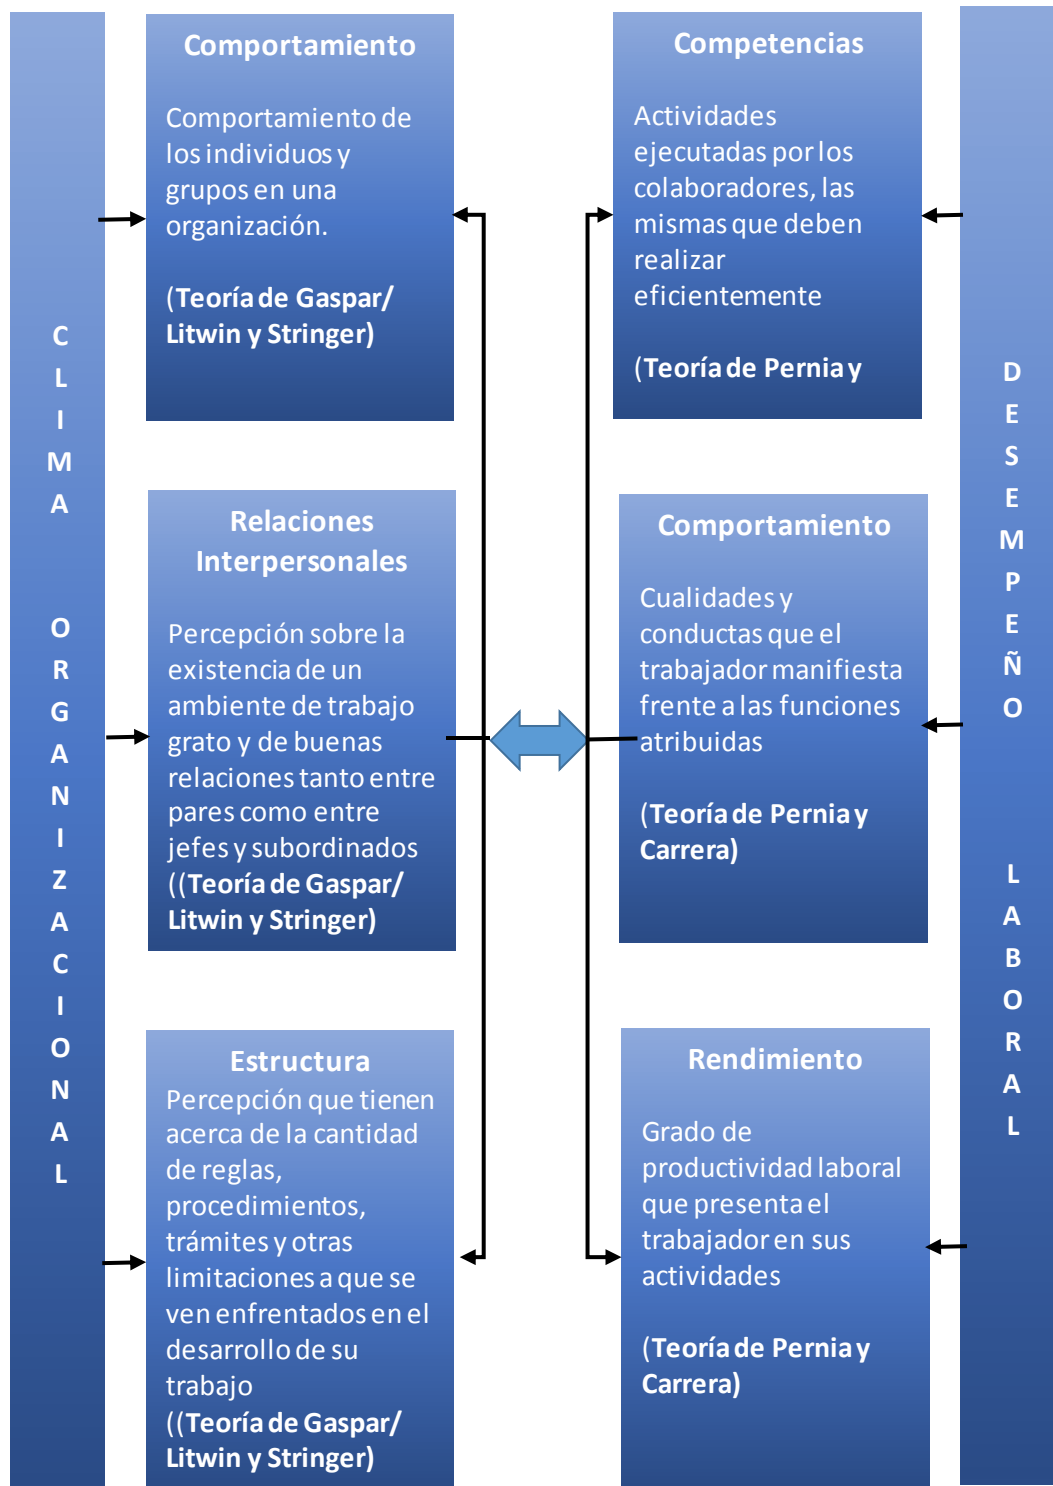 CLIMA ORGANIZACIONAL
Comportamiento
Comportamiento de
los individuos y
grupos en una
organización.
(Teoría de Gaspar/
Litwin y Stringer)
Relaciones
Interpersonales
Percepción sobre la
existencia de un
ambiente de trabajo
grato y de buenas
relaciones tanto entre
pares como entre
jefes y subordinados
((Teoría de Gaspar/
Litwin y Stringer)
Estructura
Percepción que tienen
acerca de la cantidad
de reglas,
procedimientos,
trámites y otras
limitaciones a que se
ven enfrentados en el
desarrollo de su
trabajo
((Teoría de Gaspar/
Litwin y Stringer)
Competencias
Actividades
ejecutadas por los
colaboradores, las
mismas que deben
realizar
eficientemente
(Teoría de Pernia y
Comportamiento
Cualidades y
conductas que el
trabajador manifiesta
frente a las funciones
atribuidas
(Teoría de Pernia y
Carrera)
Rendimiento
Grado de
productividad laboral
que presenta el
trabajador en sus
actividades
(Teoría de Pernia y
Carrera)
DESEMPEÑO LABORAL